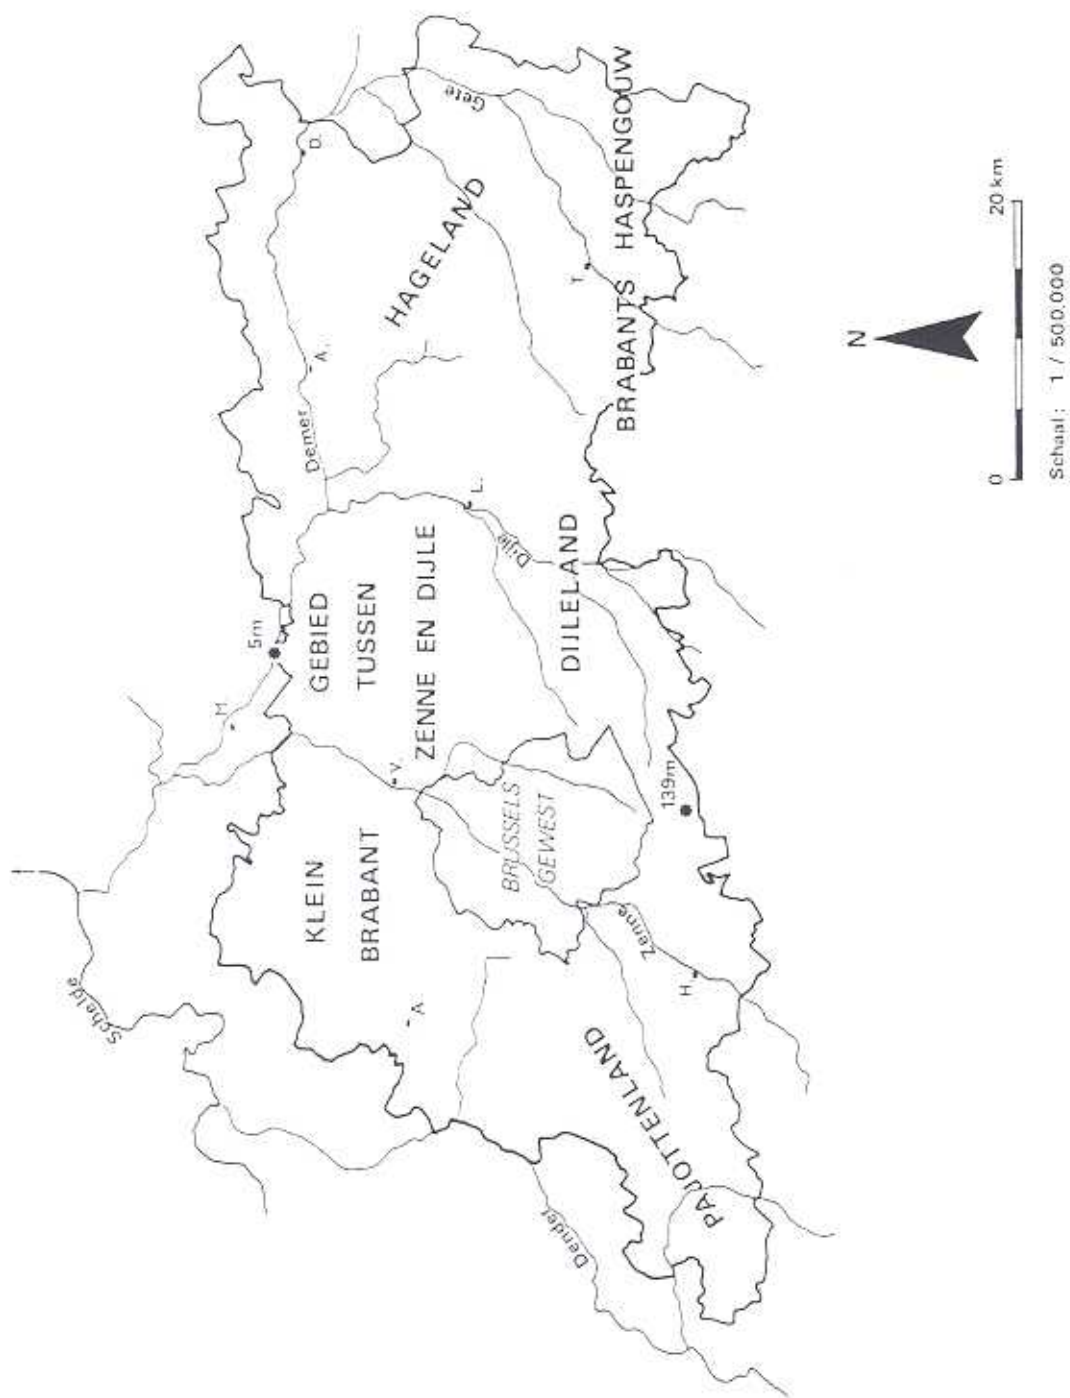 Schelde
M.
5m
Demer
A.
D.
KLEIN
BRABANT
GEBIED
TUSSEN
ZENNE EN DIJLE
HAGELAND
V.
A.
Gete
L.
BRUSSELS
GEWEST
Dijle
Dender
DIJLELAND
T.
BRABANTS HASPENGOUW
Zenne
PAJOTTENLAND
H.
139m
N
0 20 km
Schaal: 1 / 500.000